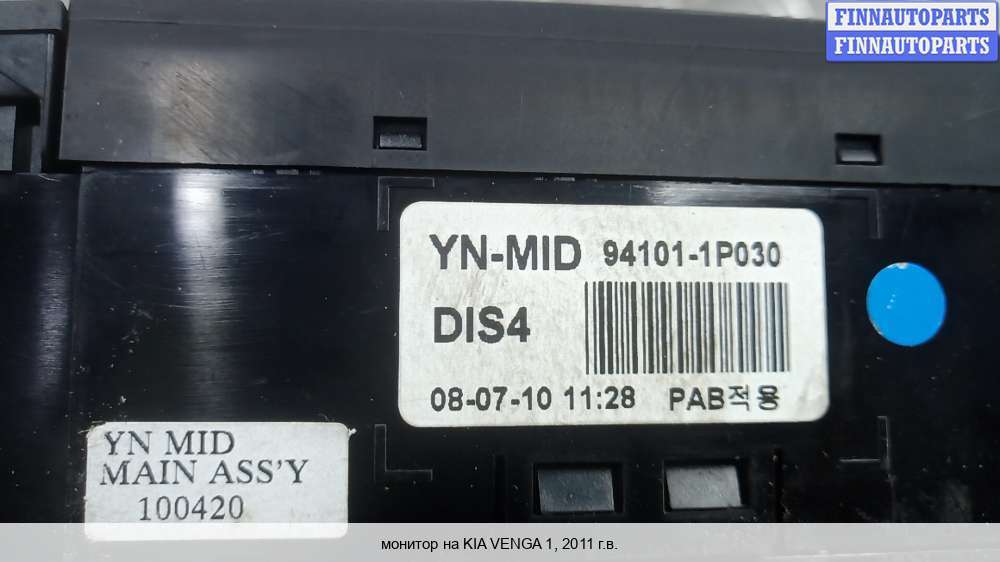 FINNAUTOPARTS
FINNAUTOPARTS
YN-MID 94101-1P030
DIS4
08-07-10 11:28 PAB적용
YN MID
MAIN ASS'Y
100420
монитор на KIA VENGA 1, 2011 г.в.